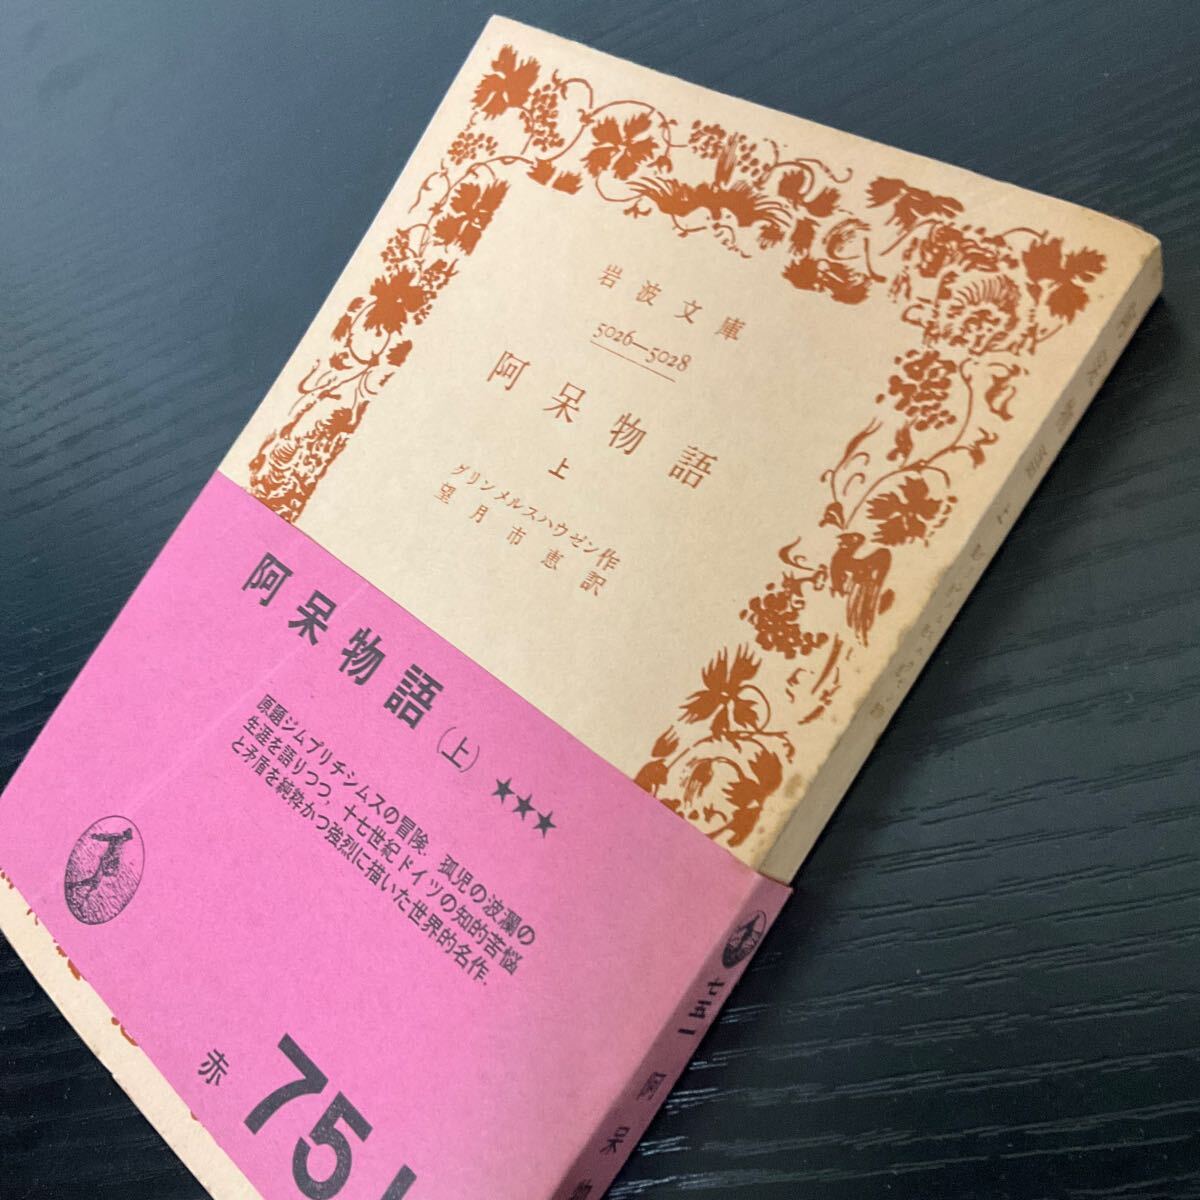 岩波文庫
5026—5028
阿呆物語
上
グリンメルスハウゼン作
望月市恵訳
阿呆物語(上)★★★
原題ジムプリチシムスの冒険．孤児の波瀾の
生涯を語りつつ，十七世紀ドイツの知的苦悩
と矛盾を純粋かつ強烈に描いた世界的名作．
赤 751
七五一 阿呆物